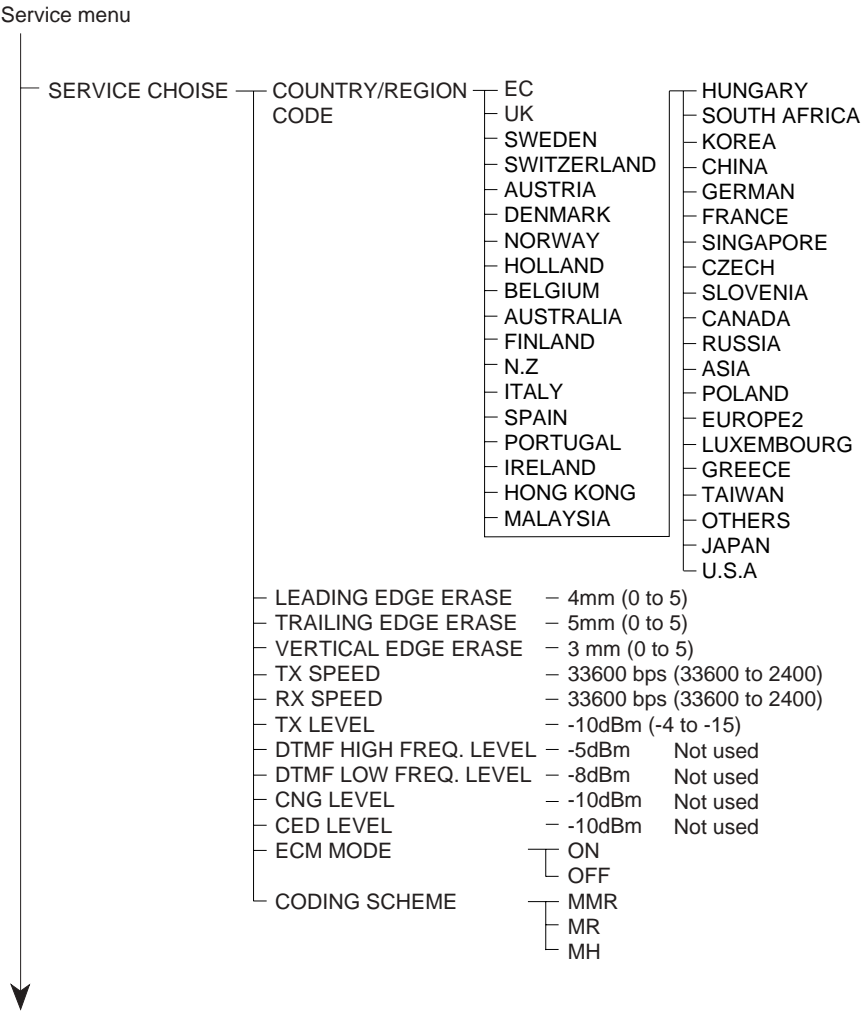 Service menu
SERVICE CHOISE
COUNTRY/REGION
CODE
EC
UK
SWEDEN
SWITZERLAND
AUSTRIA
DENMARK
NORWAY
HOLLAND
BELGIUM
AUSTRALIA
FINLAND
N.Z
ITALY
SPAIN
PORTUGAL
IRELAND
HONG KONG
MALAYSIA
HUNGARY
SOUTH AFRICA
KOREA
CHINA
GERMAN
FRANCE
SINGAPORE
CZECH
SLOVENIA
CANADA
RUSSIA
ASIA
POLAND
EUROPE2
LUXEMBOURG
GREECE
TAIWAN
OTHERS
JAPAN
U.S.A
LEADING EDGE ERASE 4mm (0 to 5)
TRAILING EDGE ERASE 5mm (0 to 5)
VERTICAL EDGE ERASE 3 mm (0 to 5)
TX SPEED 33600 bps (33600 to 2400)
RX SPEED 33600 bps (33600 to 2400)
TX LEVEL -10dBm (-4 to -15)
DTMF HIGH FREQ. LEVEL -5dBm Not used
DTMF LOW FREQ. LEVEL -8dBm Not used
CNG LEVEL -10dBm Not used
CED LEVEL -10dBm Not used
ECM MODE ON
OFF
CODING SCHEME MMR
MR
MH